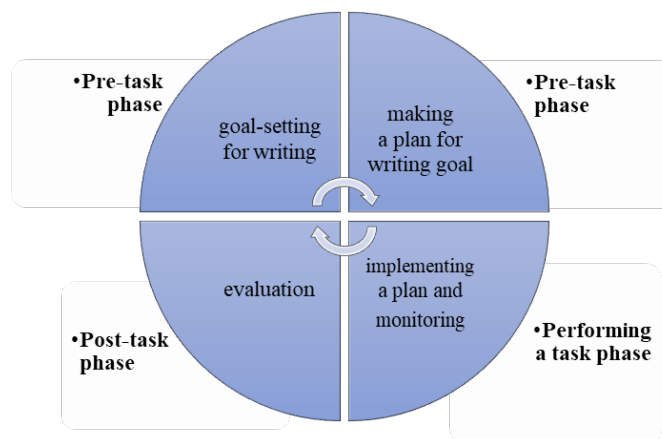 •Pre-task
phase
goal-setting
for writing
making
a plan for
writing goal
•Pre-task
phase
•Post-task
phase
evaluation
implementing
a plan and
monitoring
•Performing
a task phase